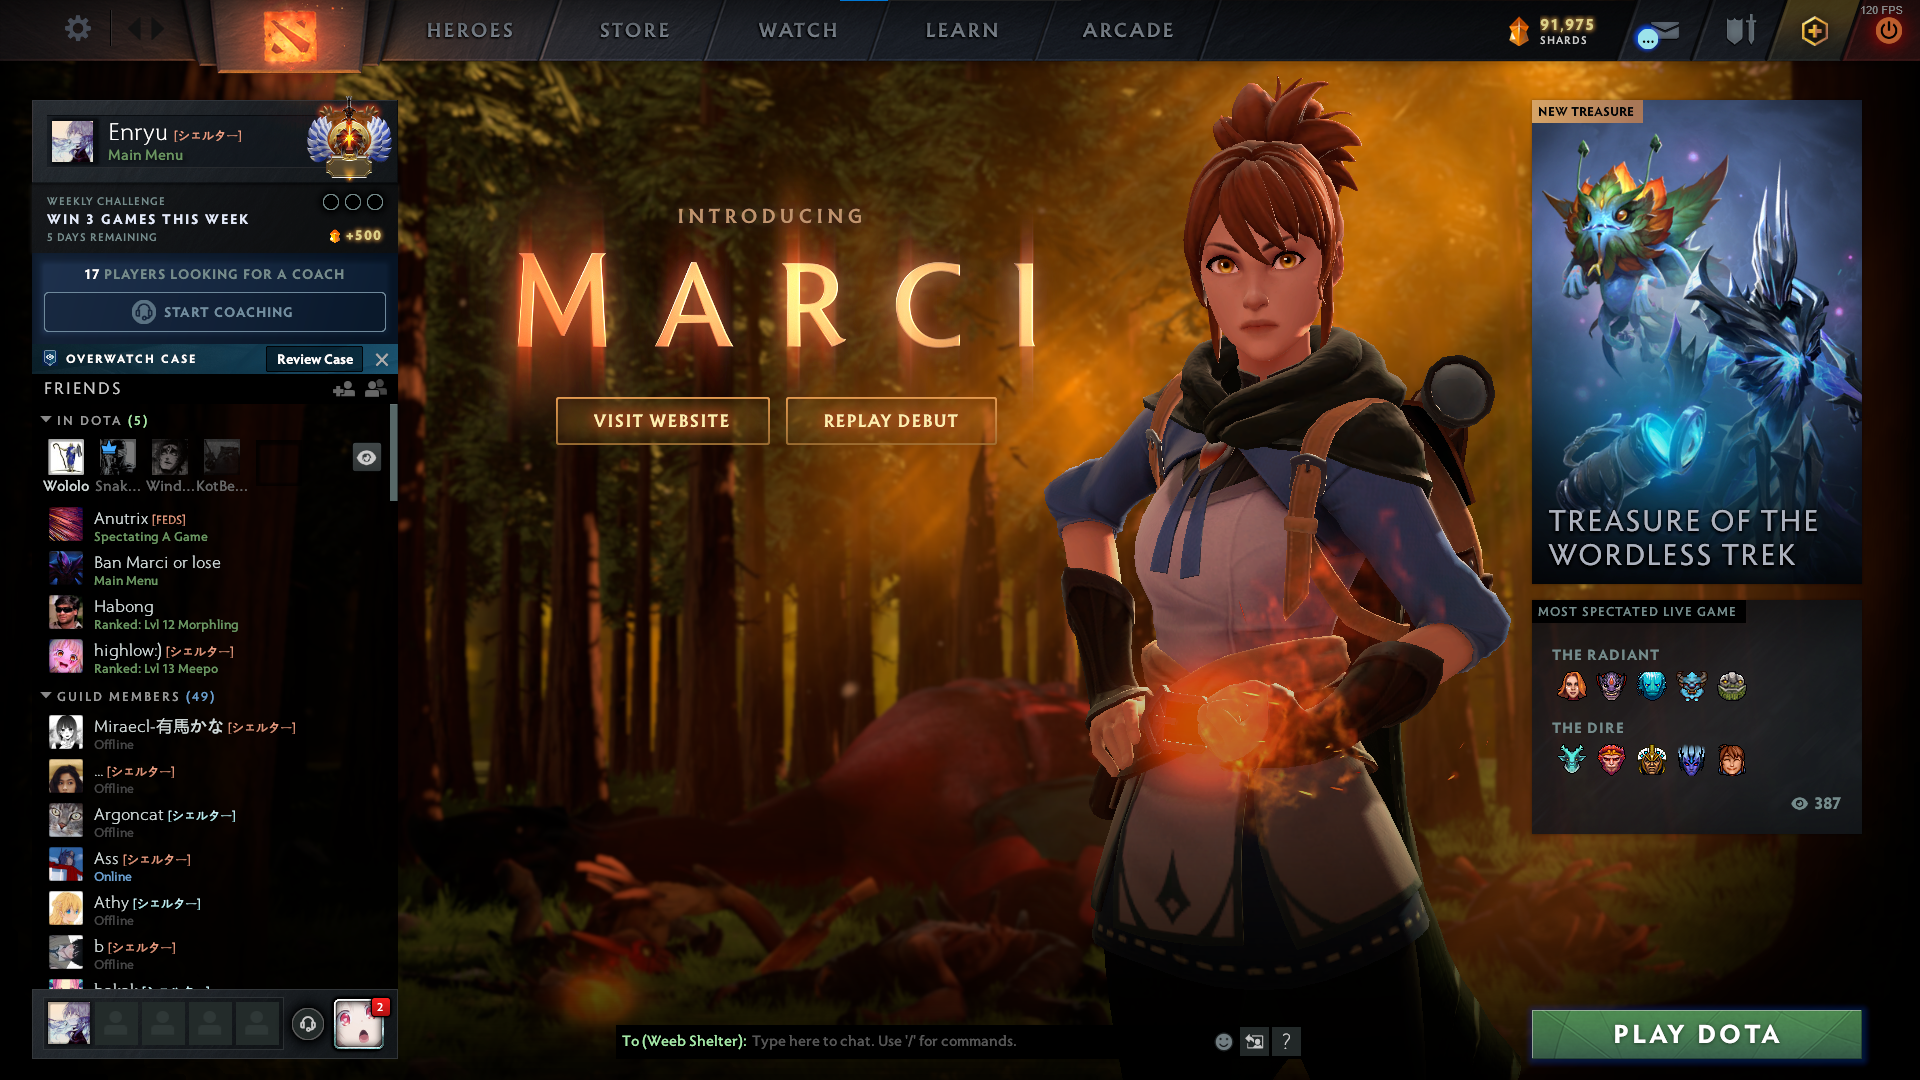 HEROES
STORE
WATCH
LEARN
ARCADE
91,975
SHARDS
120 FPS
Enryu [シェルター]
Main Menu
WEEKLY CHALLENGE
WIN 3 GAMES THIS WEEK
5 DAYS REMAINING
+500
17 PLAYERS LOOKING FOR A COACH
START COACHING
OVERWATCH CASE
Review Case
FRIENDS
IN DOTA (5)
Wololo Snak... Wind... KotBe...
Anutrix [FEDS]
Spectating A Game
Ban Marci or lose
Main Menu
Habong
Ranked: Lvl 12 Morphling
highlow:) [シェルター]
Ranked: Lvl 13 Meepo
GUILD MEMBERS (49)
Miraecl-有馬かな [シェルター]
Offline
... [シェルター]
Offline
Argoncat [シェルター]
Offline
Ass [シェルター]
Online
Athy [シェルター]
Offline
b [シェルター]
Offline
2
INTRODUCING
MARCI
VISIT WEBSITE
REPLAY DEBUT
To (Weeb Shelter): Type here to chat. Use '/' for commands.
?
NEW TREASURE
TREASURE OF THE
WORDLESS TREK
MOST SPECTATED LIVE GAME
THE RADIANT
THE DIRE
387
PLAY DOTA